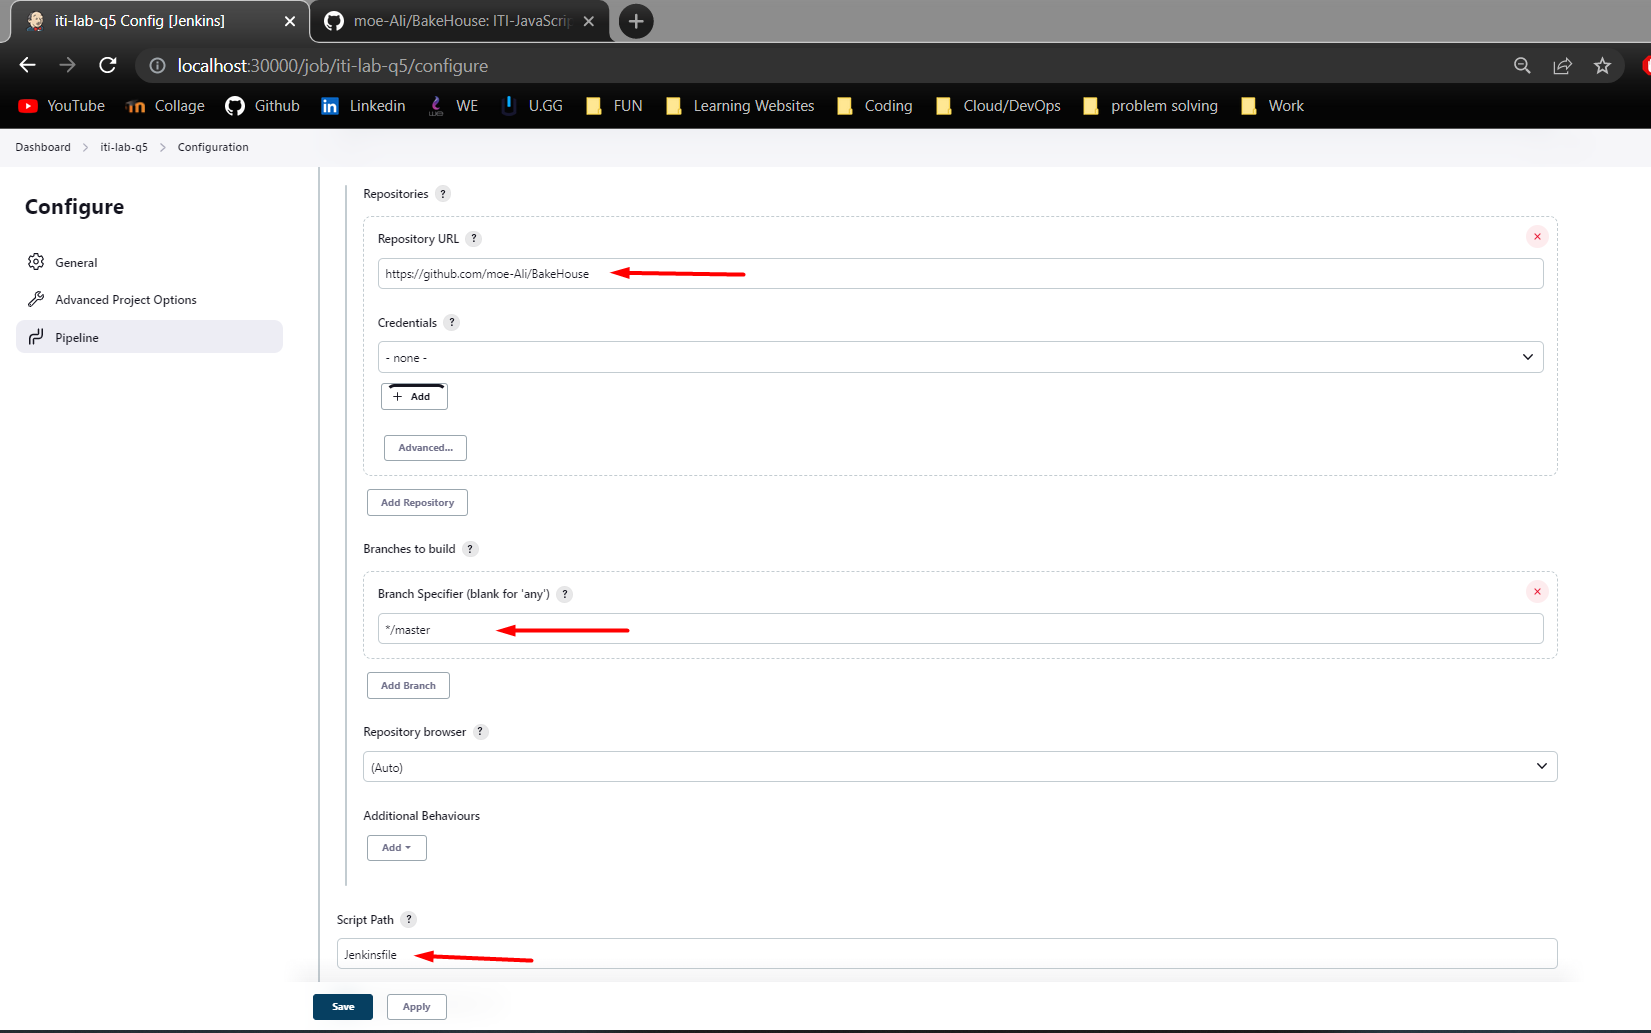 iti-lab-q5 Config [Jenkins]
moe-Ali/BakeHouse: ITI-JavaScrip
localhost:30000/job/iti-lab-q5/configure
YouTube
Collage
Github
Linkedin
WE
U.GG
FUN
Learning Websites
Coding
Cloud/DevOps
problem solving
Work
Dashboard
iti-lab-q5
Configuration
Configure
General
Advanced Project Options
Pipeline
Repositories ?
Repository URL ?
https://github.com/moe-Ali/BakeHouse
Credentials ?
- none -
+ Add
Advanced...
Add Repository
Branches to build ?
Branch Specifier (blank for 'any') ?
*/master
Add Branch
Repository browser ?
(Auto)
Additional Behaviours
Add
Script Path ?
Jenkinsfile
Save
Apply